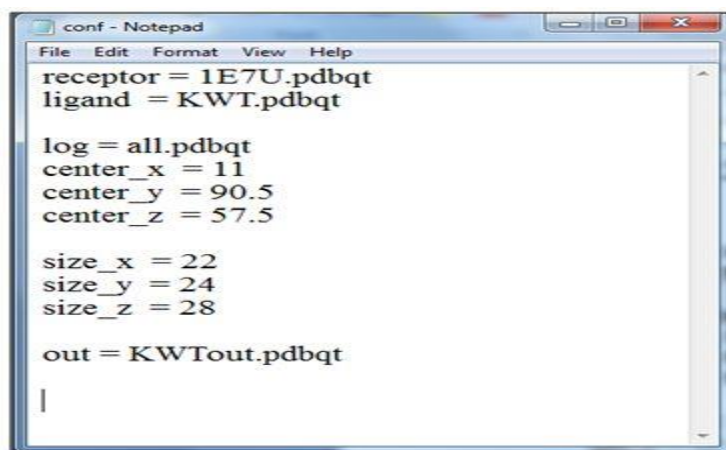 conf - Notepad
File Edit Format View Help
receptor = 1E7U.pdbqt
ligand = KWT.pdbqt
log = all.pdbqt
center_x = 11
center_y = 90.5
center_z = 57.5
size_x = 22
size_y = 24
size_z = 28
out = KWTout.pdbqt